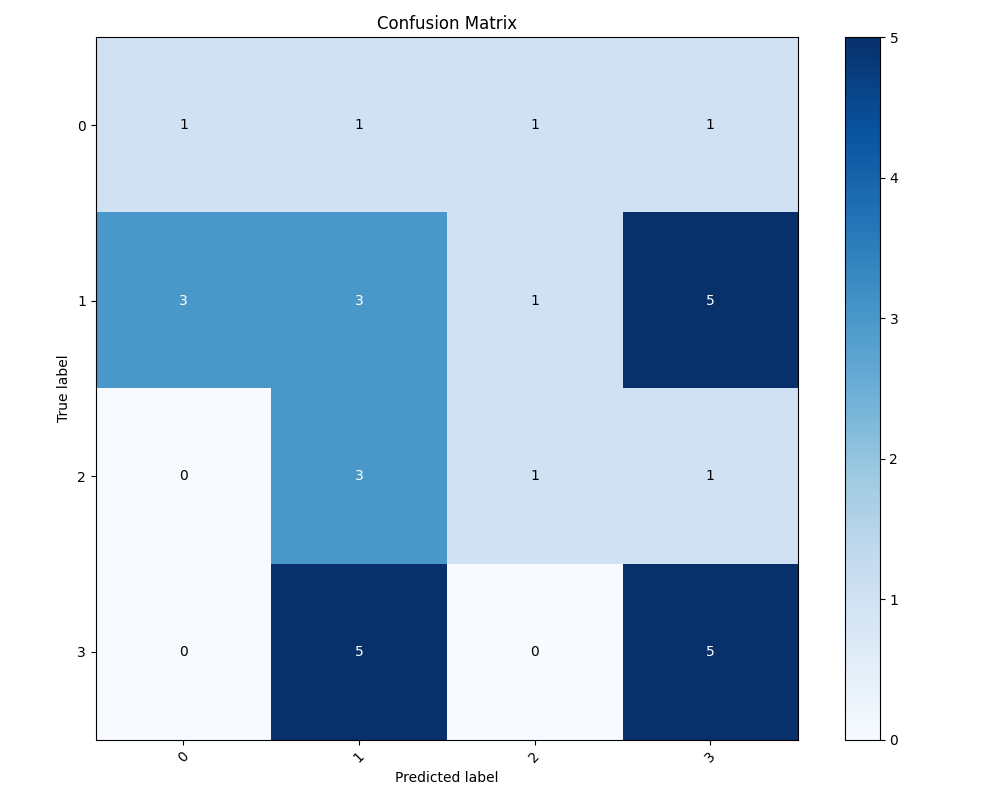 Confusion Matrix
0 1 1 1 1
1 3 3 1 5
2 0 3 1 1
3 0 5 0 5
0 1 2 3
True label
Predicted label
5
4
3
2
1
0